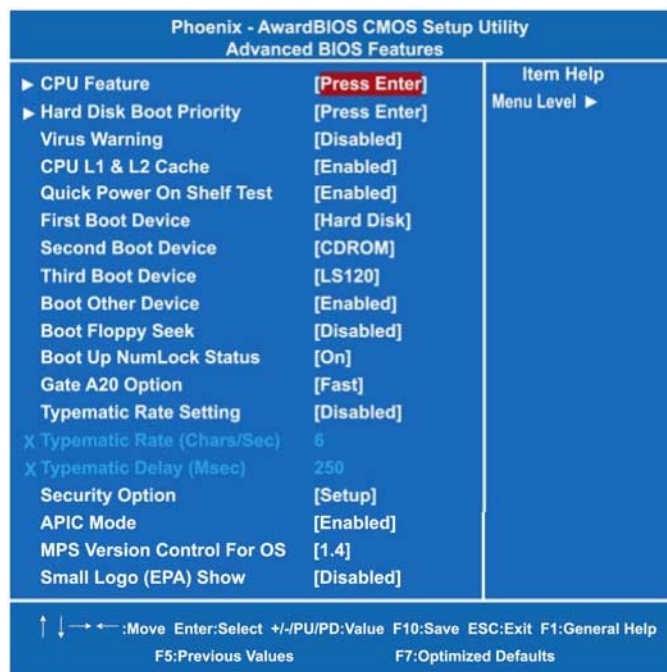 Phoenix - AwardBIOS CMOS Setup Utility
Advanced BIOS Features
▶ CPU Feature [Press Enter]
▶ Hard Disk Boot Priority [Press Enter]
Virus Warning [Disabled]
CPU L1 & L2 Cache [Enabled]
Quick Power On Shelf Test [Enabled]
First Boot Device [Hard Disk]
Second Boot Device [CDROM]
Third Boot Device [LS120]
Boot Other Device [Enabled]
Boot Floppy Seek [Disabled]
Boot Up NumLock Status [On]
Gate A20 Option [Fast]
Typematic Rate Setting [Disabled]
X Typematic Rate (Chars/Sec) 6
X Typematic Delay (Msec) 250
Security Option [Setup]
APIC Mode [Enabled]
MPS Version Control For OS [1.4]
Small Logo (EPA) Show [Disabled]
Item Help
Menu Level ▶
↑ ↓ → ← :Move Enter:Select +/-/PU/PD:Value F10:Save ESC:Exit F1:General Help
F5:Previous Values F7:Optimized Defaults